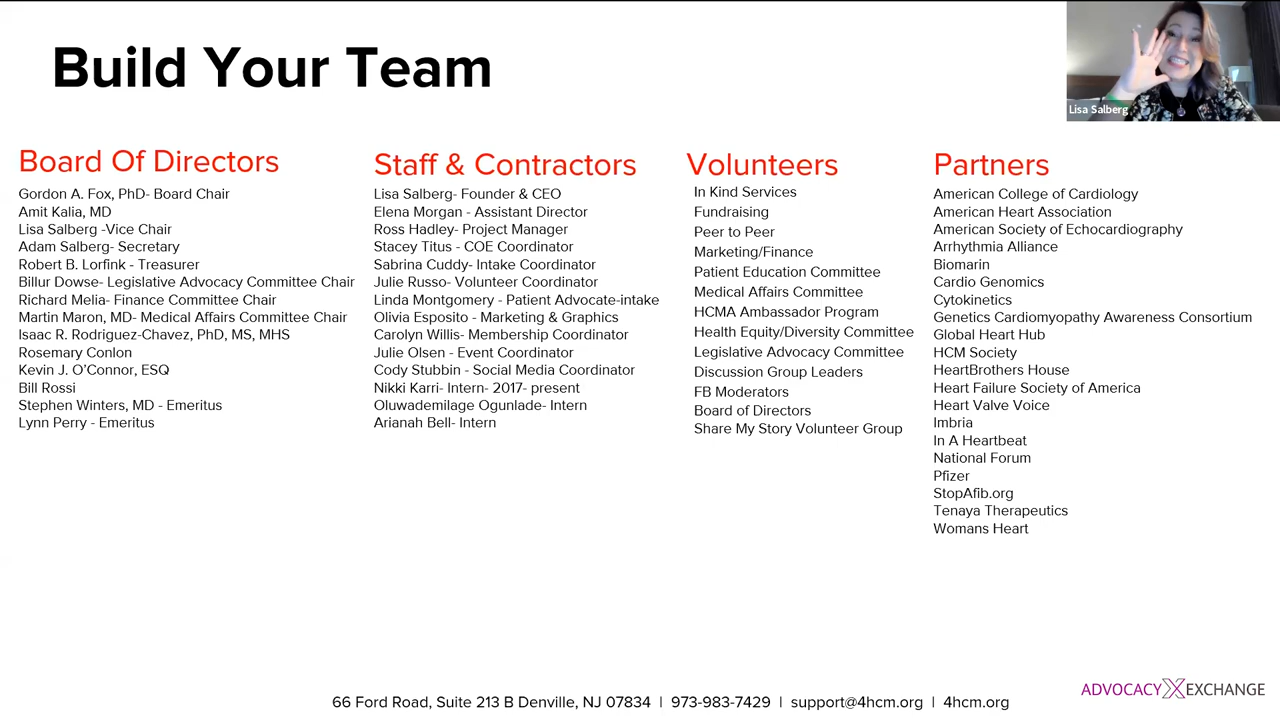 Build Your Team
Lisa Salberg
Board Of Directors
Gordon A. Fox, PhD- Board Chair
Amit Kalia, MD
Lisa Salberg -Vice Chair
Adam Salberg- Secretary
Robert B. Lorfink - Treasurer
Billur Dowse- Legislative Advocacy Committee Chair
Richard Melia- Finance Committee Chair
Martin Maron, MD- Medical Affairs Committee Chair
Isaac R. Rodriguez-Chavez, PhD, MS, MHS
Rosemary Conlon
Kevin J. O’Connor, ESQ
Bill Rossi
Stephen Winters, MD - Emeritus
Lynn Perry - Emeritus
Staff & Contractors
Lisa Salberg- Founder & CEO
Elena Morgan - Assistant Director
Ross Hadley- Project Manager
Stacey Titus - COE Coordinator
Sabrina Cuddy- Intake Coordinator
Julie Russo- Volunteer Coordinator
Linda Montgomery - Patient Advocate-intake
Olivia Esposito - Marketing & Graphics
Carolyn Willis- Membership Coordinator
Julie Olsen - Event Coordinator
Cody Stubbin - Social Media Coordinator
Nikki Karri- Intern- 2017- present
Oluwademilage Ogunlade- Intern
Arianah Bell- Intern
Volunteers
In Kind Services
Fundraising
Peer to Peer
Marketing/Finance
Patient Education Committee
Medical Affairs Committee
HCMA Ambassador Program
Health Equity/Diversity Committee
Legislative Advocacy Committee
Discussion Group Leaders
FB Moderators
Board of Directors
Share My Story Volunteer Group
Partners
American College of Cardiology
American Heart Association
American Society of Echocardiography
Arrhythmia Alliance
Biomarin
Cardio Genomics
Cytokinetics
Genetics Cardiomyopathy Awareness Consortium
Global Heart Hub
HCM Society
HeartBrothers House
Heart Failure Society of America
Heart Valve Voice
Imbria
In A Heartbeat
National Forum
Pfizer
StopAfib.org
Tenaya Therapeutics
Womans Heart
66 Ford Road, Suite 213 B Denville, NJ 07834 | 973-983-7429 | support@4hcm.org | 4hcm.org
ADVOCACY EXCHANGE